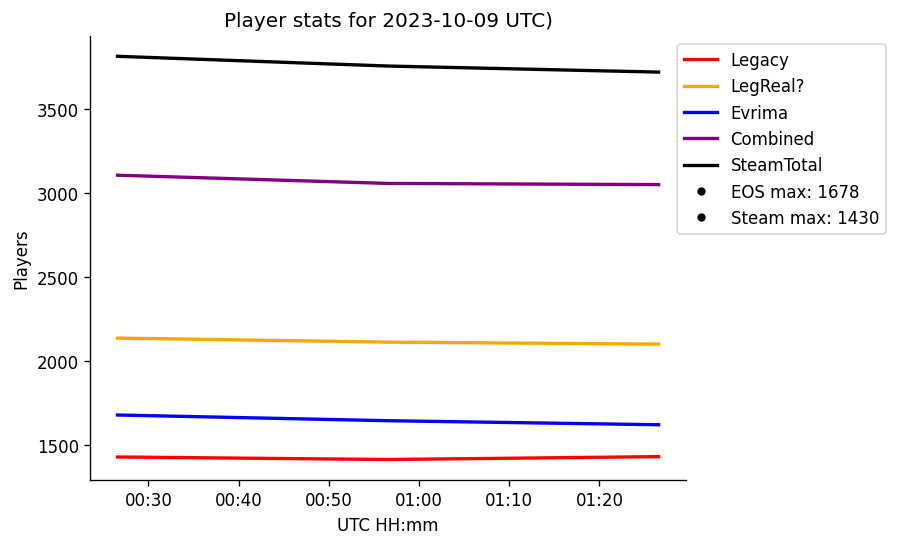 Player stats for 2023-10-09 UTC)
Legacy
LegReal?
Evrima
Combined
SteamTotal
EOS max: 1678
Steam max: 1430
Players
3500
3000
2500
2000
1500
00:30 00:40 00:50 01:00 01:10 01:20
UTC HH:mm